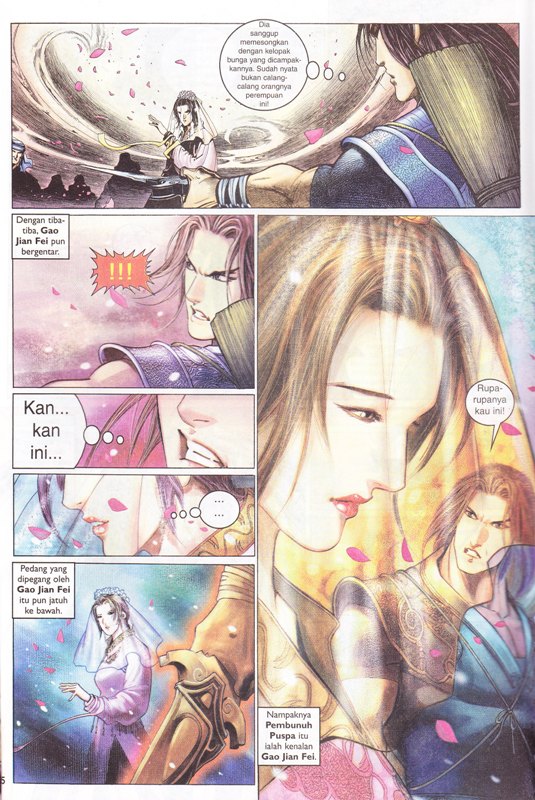 Dia
sanggup
memesongkan
dengan kelopak
bunga yang dicampak-
kannya. Sudah nyata
bukan calang-
calang orangnya
perempuan
ini!
Dengan tiba-
tiba, Gao
Jian Fei pun
bergentar.
!!!
Kan...
kan
ini...
...
...
Pedang yang
dipegang oleh
Gao Jian Fei
itu pun jatuh
ke bawah.
Rupa-
rupanya
kau ini!
Nampaknya
Pembunuh
Puspa itu
ialah kenalan
Gao Jian Fei.